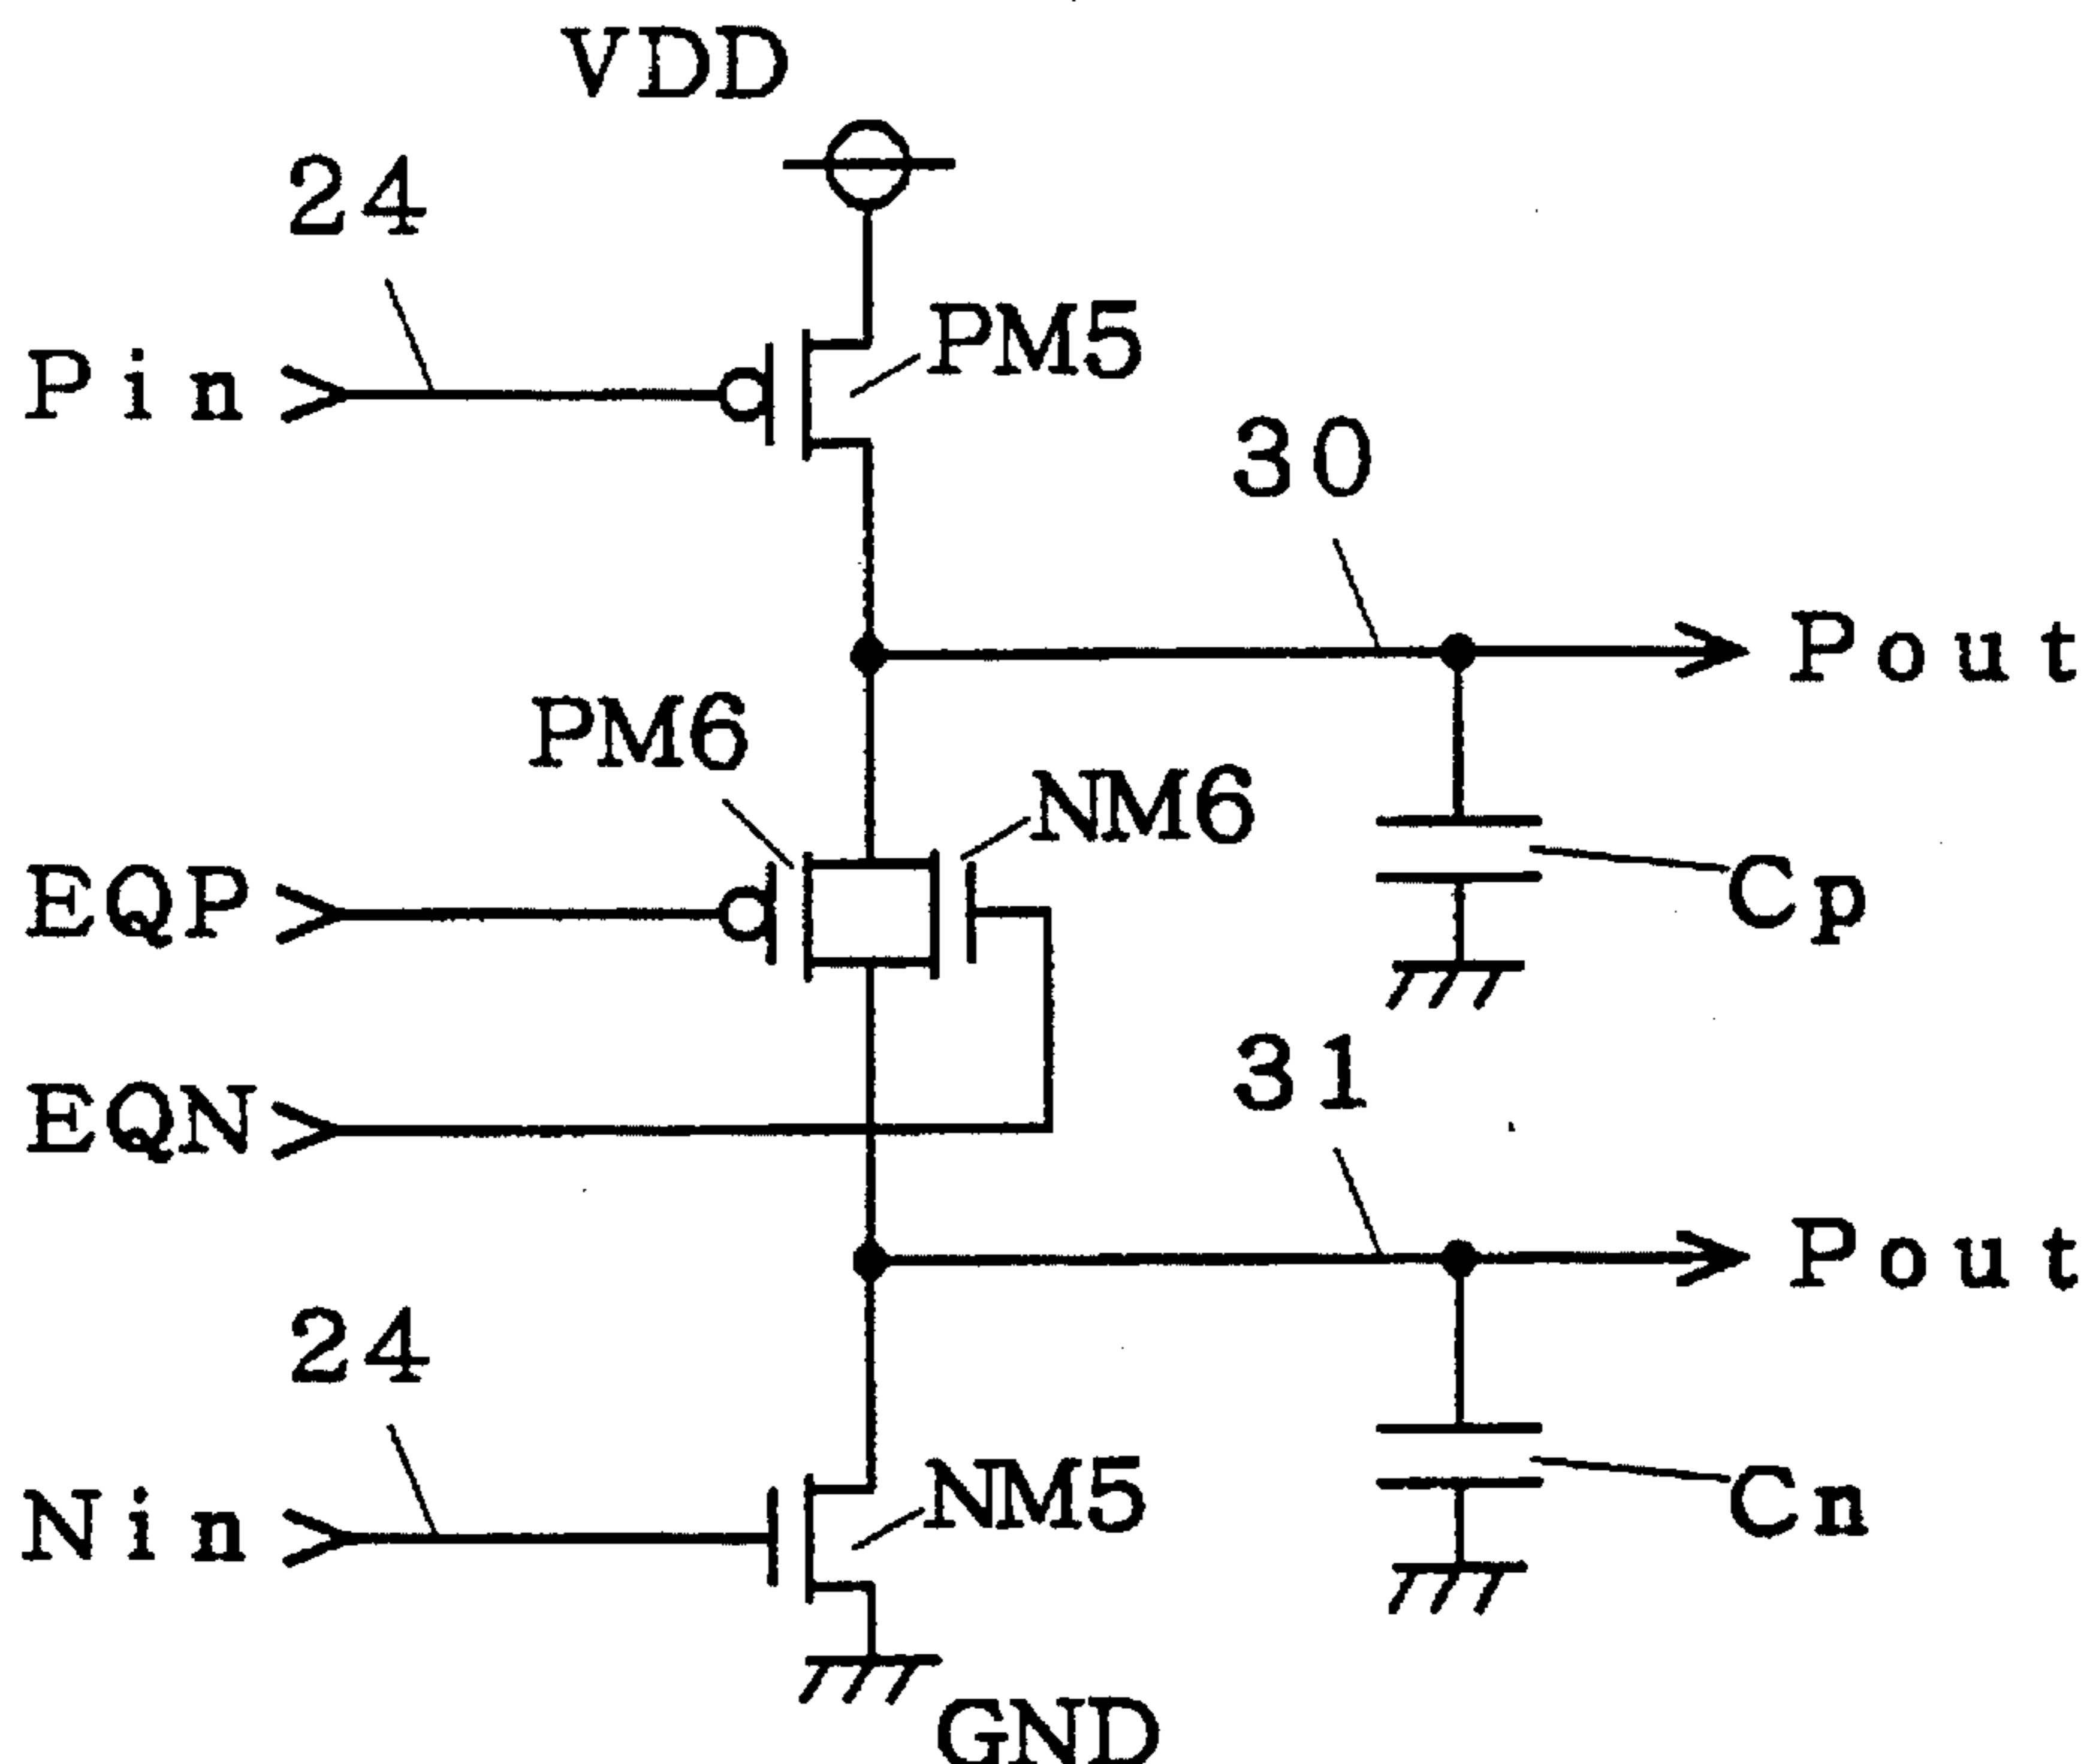 VDD
24
PM5
Pin
30
Pout
PM6
NM6
EQP
Cp
31
EQN
Pout
24
NM5
Cn
Nin
GND